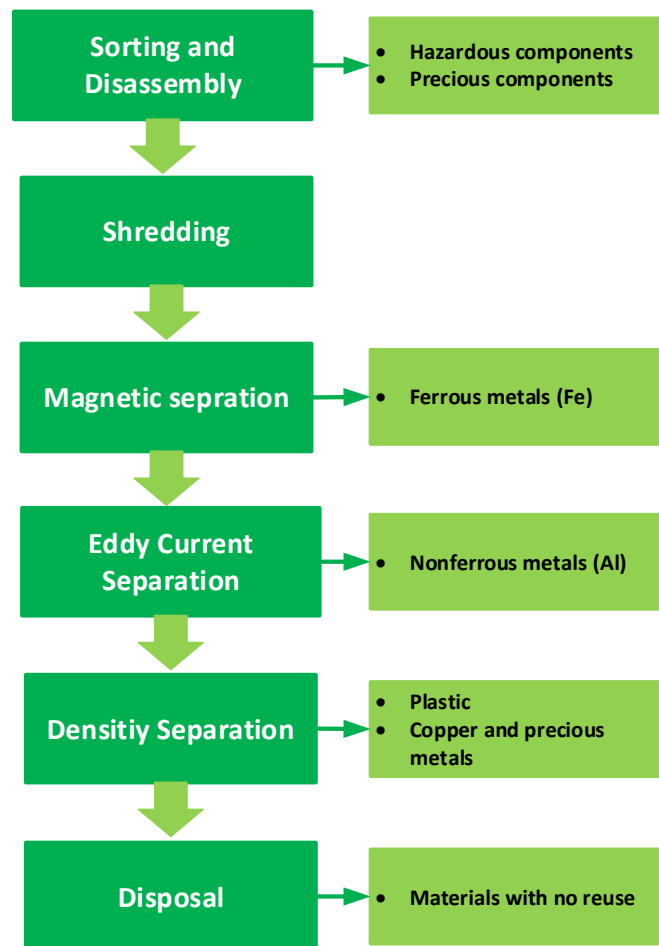 Sorting and
Disassembly
• Hazardous components
• Precious components
Shredding
Magnetic sepration
• Ferrous metals (Fe)
Eddy Current
Separation
• Nonferrous metals (Al)
Densitiy Separation
• Plastic
• Copper and precious
metals
Disposal
• Materials with no reuse